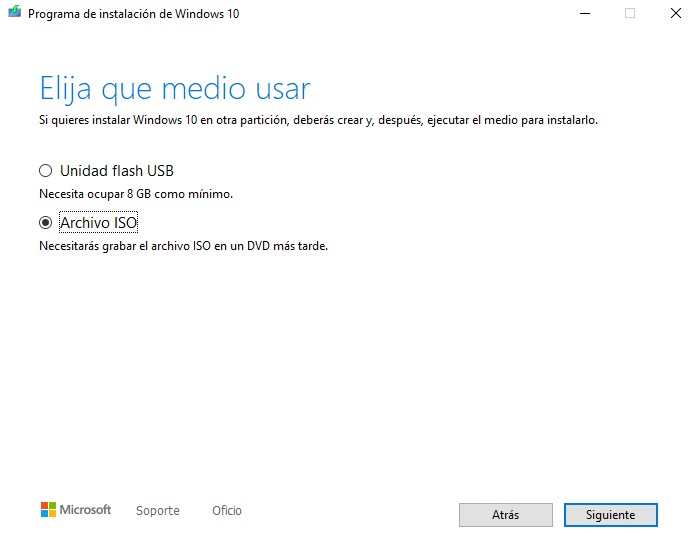 Programa de instalación de Windows 10
Elija que medio usar
Si quieres instalar Windows 10 en otra partición, deberás crear y, después, ejecutar el medio para instalarlo.
Unidad flash USB
Necesita ocupar 8 GB como mínimo.
Archivo ISO
Necesitarás grabar el archivo ISO en un DVD más tarde.
Microsoft Soporte Oficio Atrás Siguiente